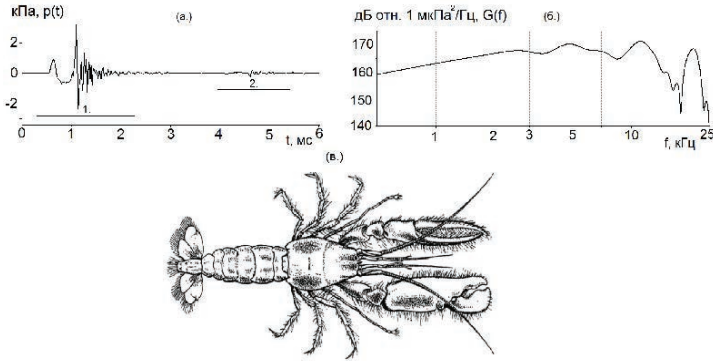 кПа, p(t)
(а.)
2
0
-2
1.
2.
0 1 2 3 4 5 6
t, мс
дБ отн. 1 мкПа²/Гц, G(f)
(б.)
170
160
150
140
1 2 3 5 10 25
f, кГц
(в.)